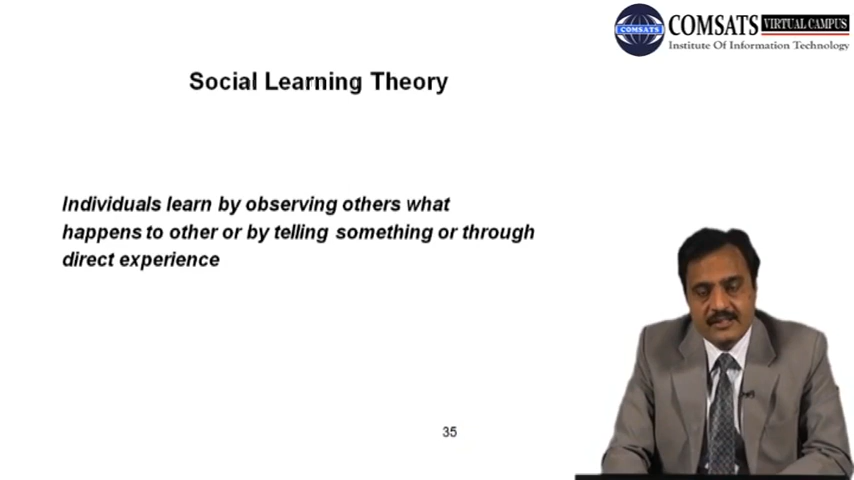 COMSATS VIRTUAL CAMPUS
COMSATS
Institute Of Information Technology
Social Learning Theory
Individuals learn by observing others what
happens to other or by telling something or through
direct experience
35